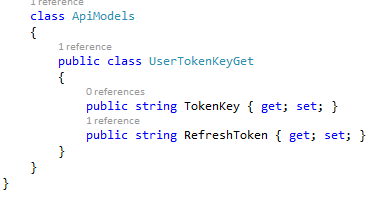 1 reference
class ApiModels
{
1 reference
public class UserTokenKeyGet
{
0 references
public string TokenKey { get; set; }
1 reference
public string RefreshToken { get; set; }
}
}
}